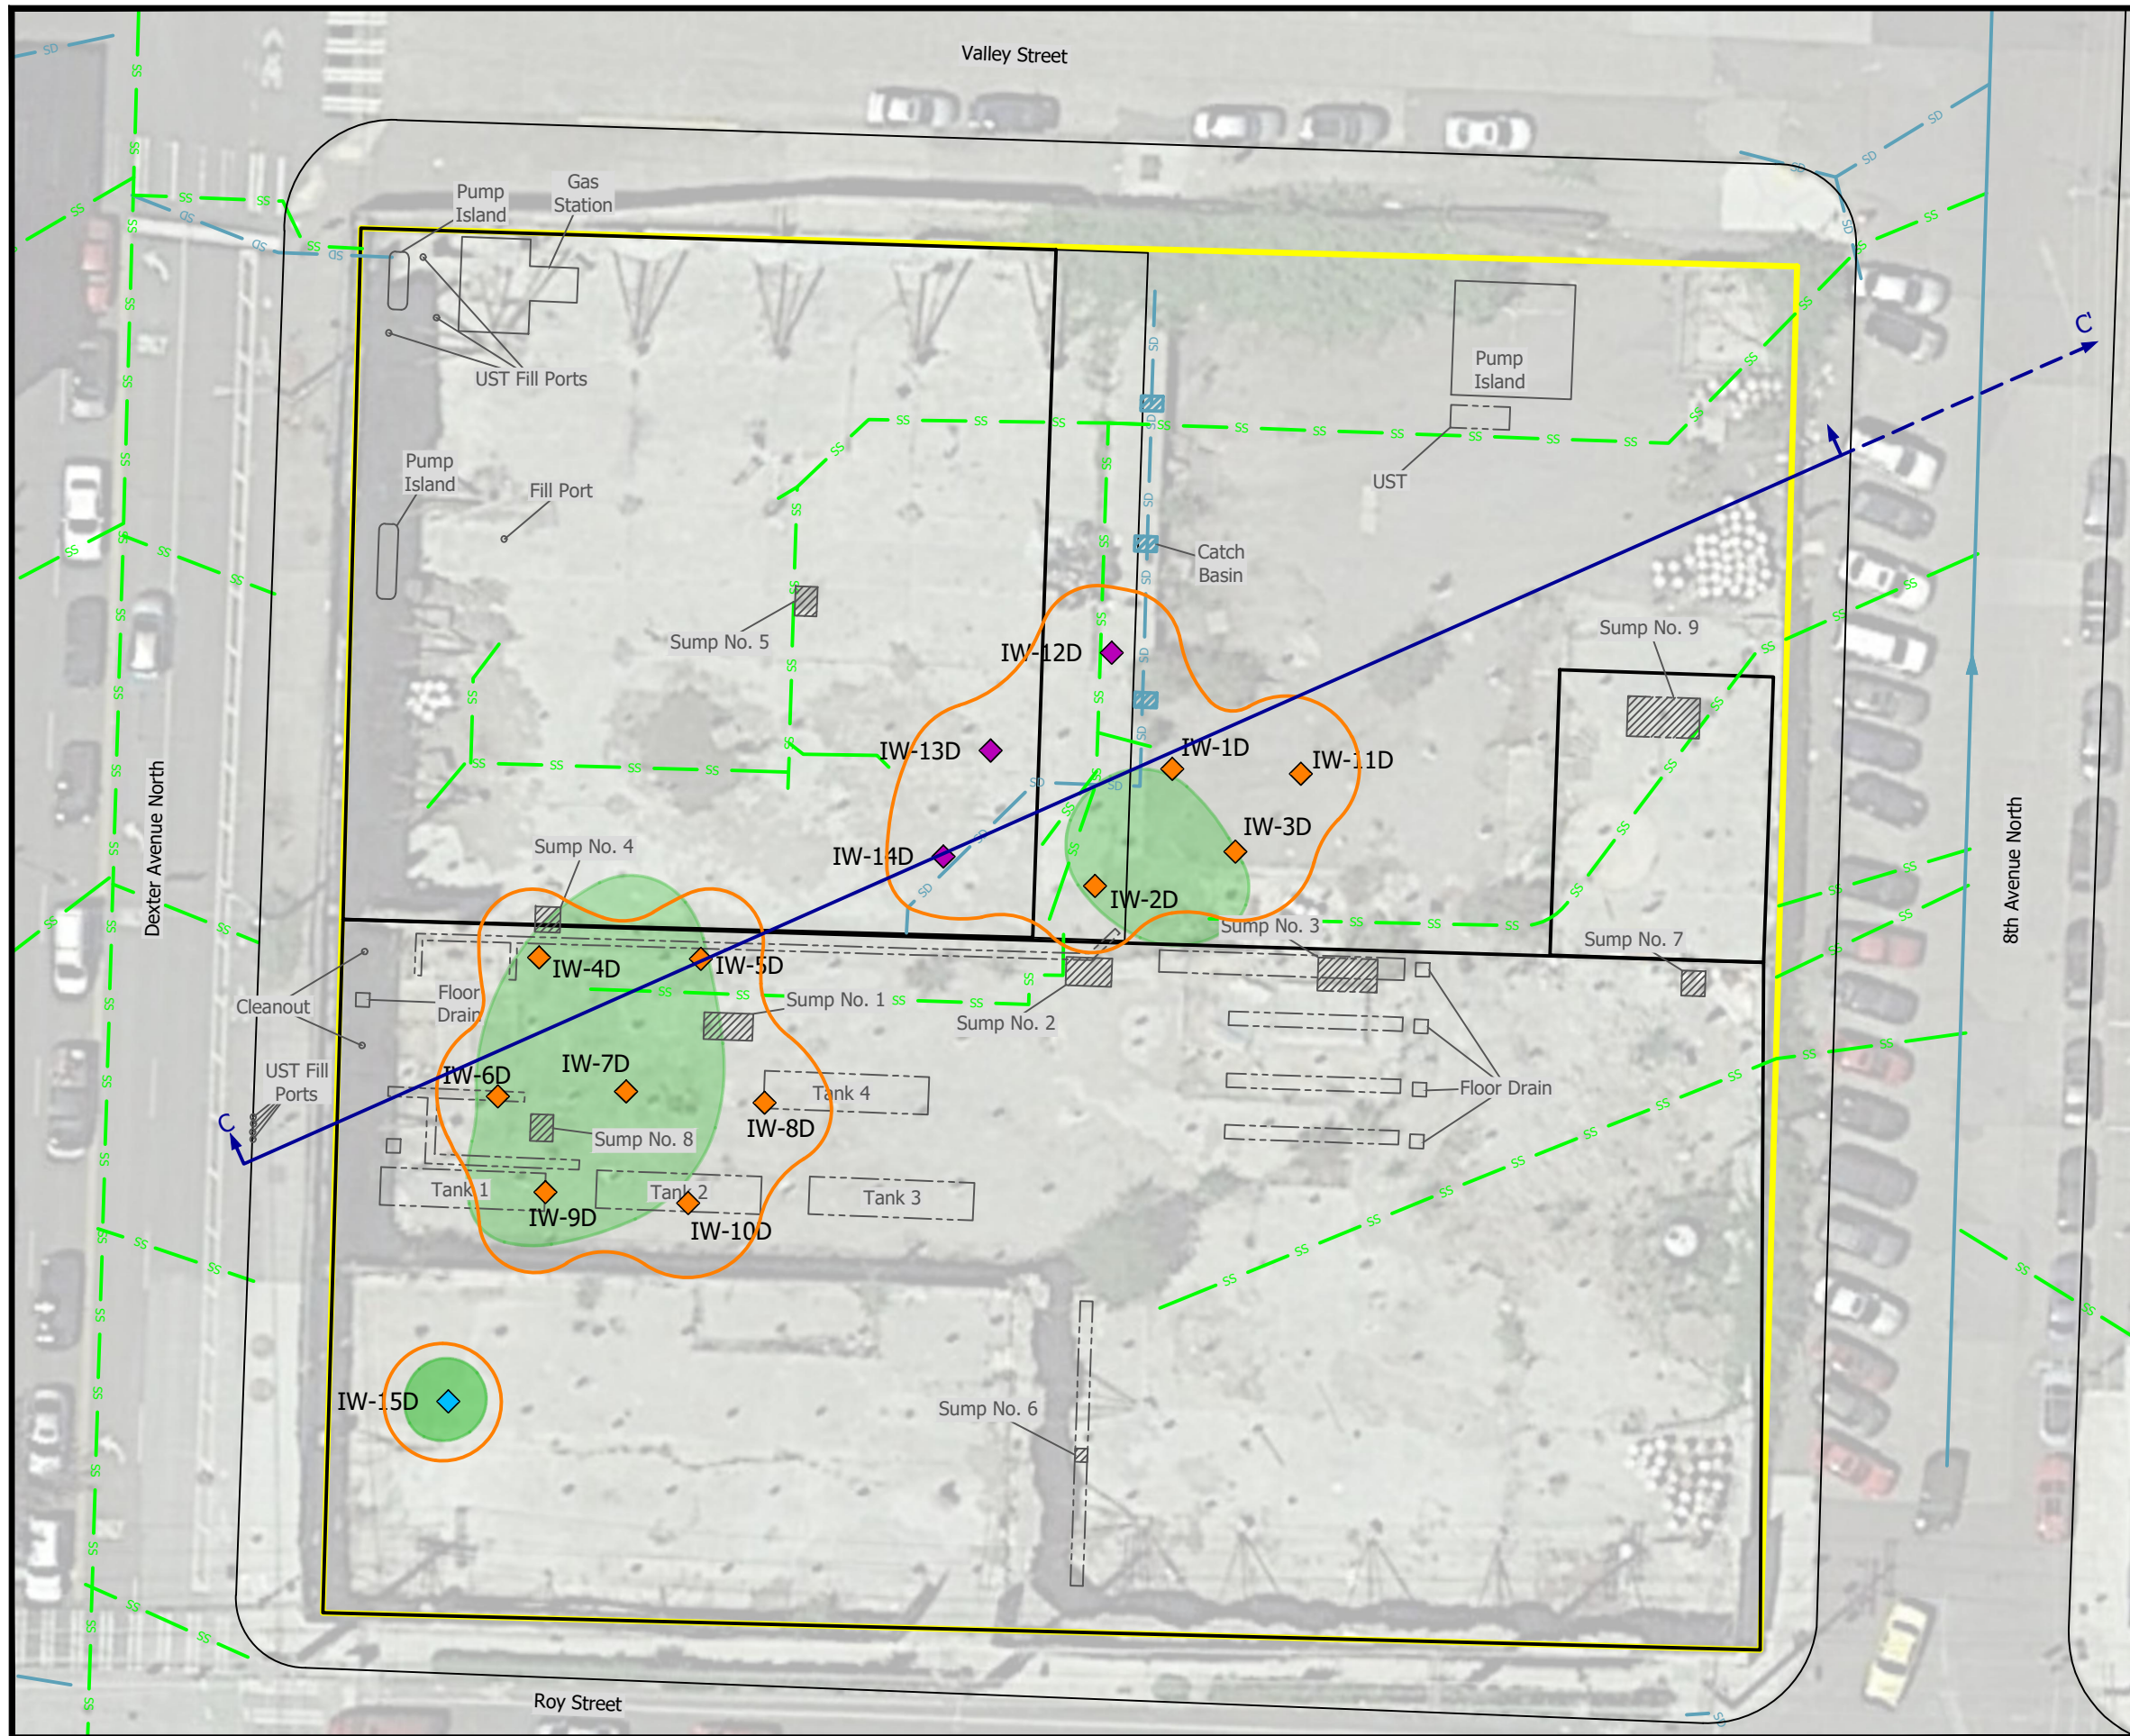 Valley Street
SD
SS
Pump
Island
Gas
Station
UST Fill Ports
C'
Pump
Island
UST
Pump
Island
Fill Port
Catch
Basin
Sump No. 5
Sump No. 9
IW-12D
IW-13D
IW-1D
IW-11D
IW-3D
IW-14D
IW-2D
Sump No. 4
Dexter Avenue North
8th Avenue North
Sump No. 3
Sump No. 7
IW-4D
IW-5D
Cleanout
Floor
Drain
Sump No. 1
Sump No. 2
UST Fill
Ports
IW-6D
IW-7D
IW-8D
Tank 4
Floor Drain
C
Sump No. 8
Tank 1
Tank 2
Tank 3
IW-9D
IW-10D
IW-15D
Sump No. 6
Roy Street